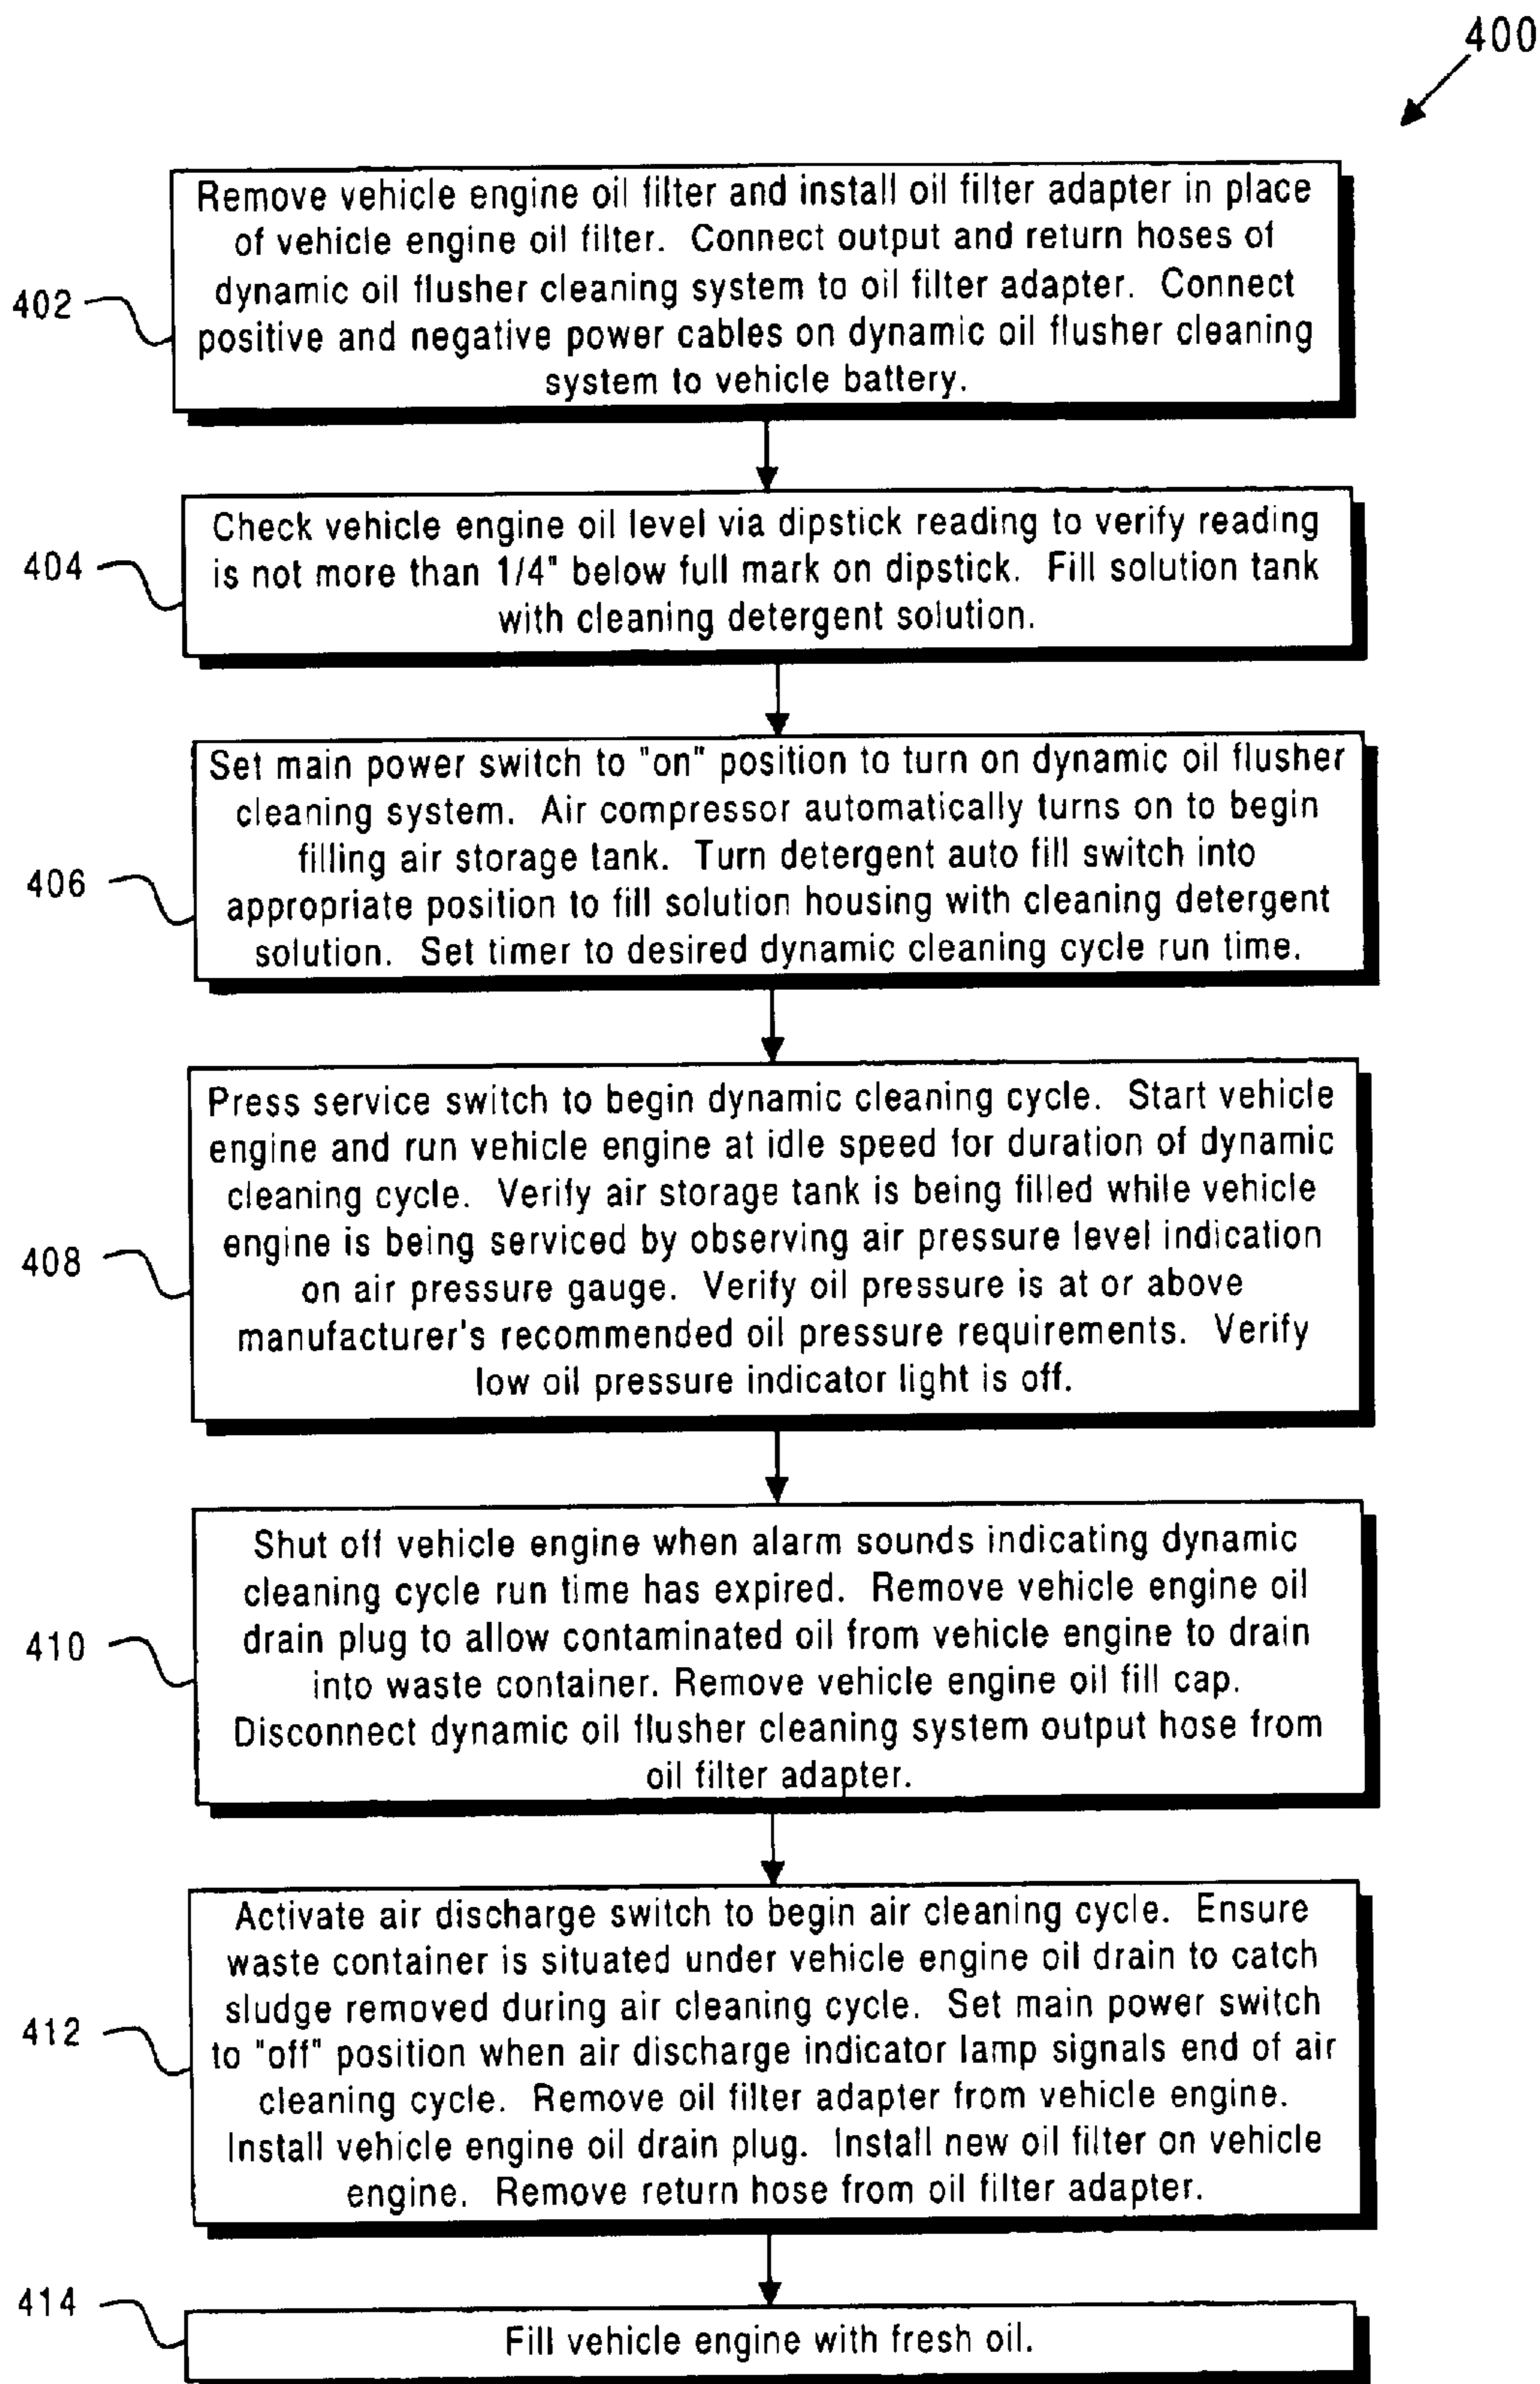 400
Remove vehicle engine oil filter and install oil filter adapter in place
of vehicle engine oil filter. Connect output and return hoses of
dynamic oil flusher cleaning system to oil filter adapter. Connect
positive and negative power cables on dynamic oil flusher cleaning
system to vehicle battery.
402
Check vehicle engine oil level via dipstick reading to verify reading
is not more than 1/4" below full mark on dipstick. Fill solution tank
with cleaning detergent solution.
404
Set main power switch to "on" position to turn on dynamic oil flusher
cleaning system. Air compressor automatically turns on to begin
filling air storage tank. Turn detergent auto fill switch into
appropriate position to fill solution housing with cleaning detergent
solution. Set timer to desired dynamic cleaning cycle run time.
406
Press service switch to begin dynamic cleaning cycle. Start vehicle
engine and run vehicle engine at idle speed for duration of dynamic
cleaning cycle. Verify air storage tank is being filled while vehicle
engine is being serviced by observing air pressure level indication
on air pressure gauge. Verify oil pressure is at or above
manufacturer's recommended oil pressure requirements. Verify
low oil pressure indicator light is off.
408
Shut off vehicle engine when alarm sounds indicating dynamic
cleaning cycle run time has expired. Remove vehicle engine oil
drain plug to allow contaminated oil from vehicle engine to drain
into waste container. Remove vehicle engine oil fill cap.
Disconnect dynamic oil flusher cleaning system output hose from
oil filter adapter.
410
Activate air discharge switch to begin air cleaning cycle. Ensure
waste container is situated under vehicle engine oil drain to catch
sludge removed during air cleaning cycle. Set main power switch
to "off" position when air discharge indicator lamp signals end of air
cleaning cycle. Remove oil filter adapter from vehicle engine.
Install vehicle engine oil drain plug. Install new oil filter on vehicle
engine. Remove return hose from oil filter adapter.
412
Fill vehicle engine with fresh oil.
414